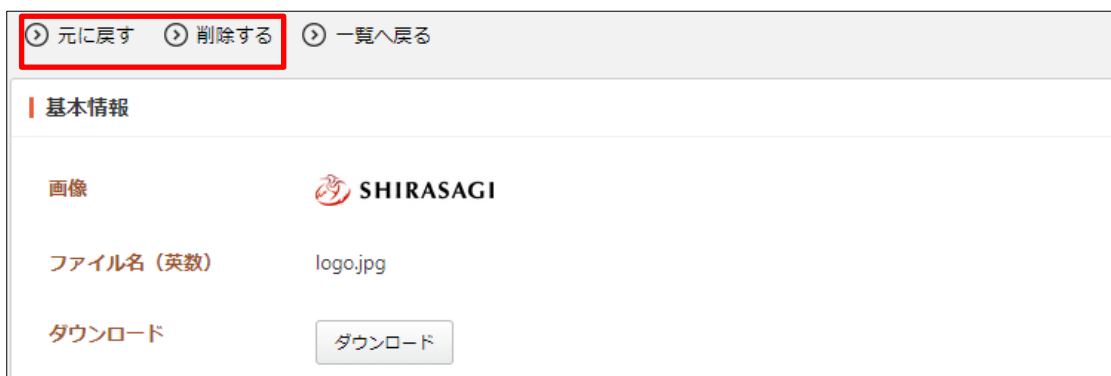 元に戻す 削除する 一覧へ戻る
基本情報
画像 SHIRASAGI
ファイル名（英数） logo.jpg
ダウンロード ダウンロード